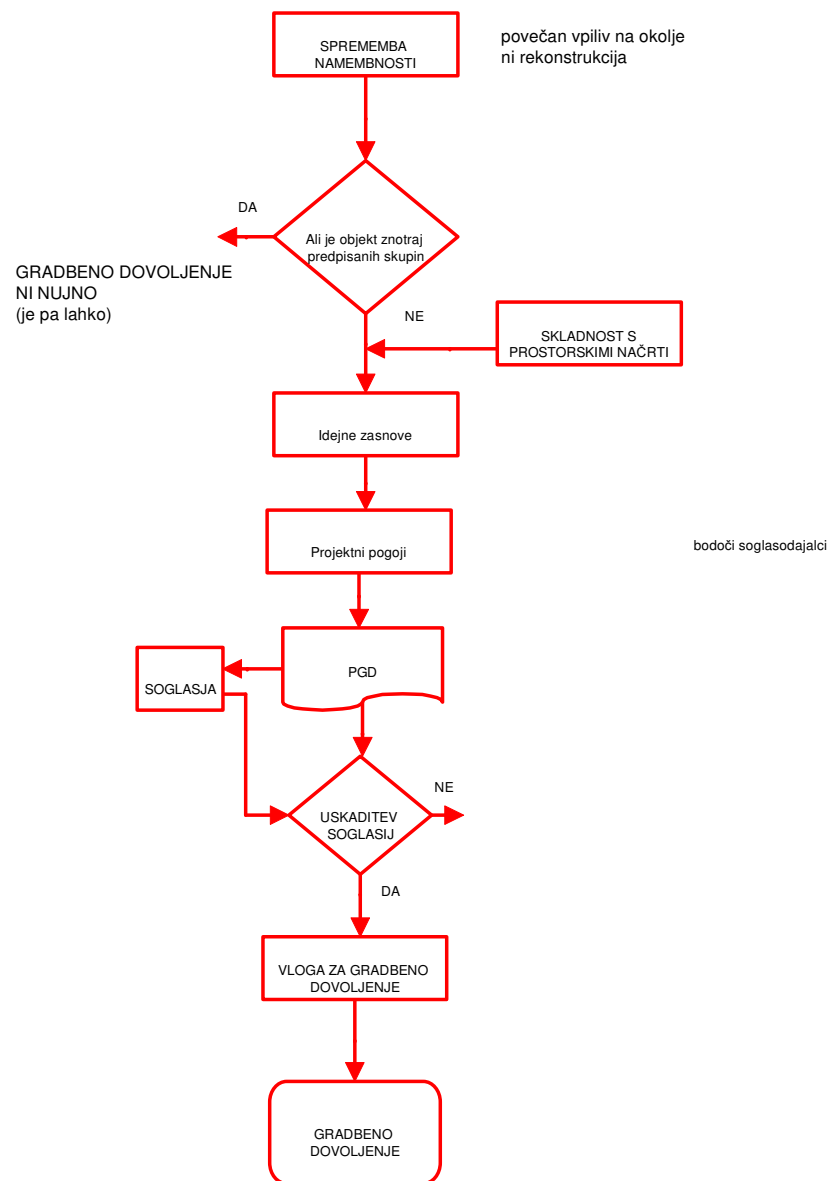 SPREMEMBA
NAMEMBNOSTI
povečan vpiliv na okolje
ni rekonstrukcija
DA
Ali je objekt znotraj
predpisanih skupin
GRADBENO DOVOLJENJE
NI NUJNO
(je pa lahko)
NE
SKLADNOST S
PROSTORSKIMI NAČRTI
Idejne zasnove
Projektni pogoji
bodoči soglasodajalci
PGD
SOGLASJA
NE
USKADITEV
SOGLASIJ
DA
VLOGA ZA GRADBENO
DOVOLJENJE
GRADBENO
DOVOLJENJE